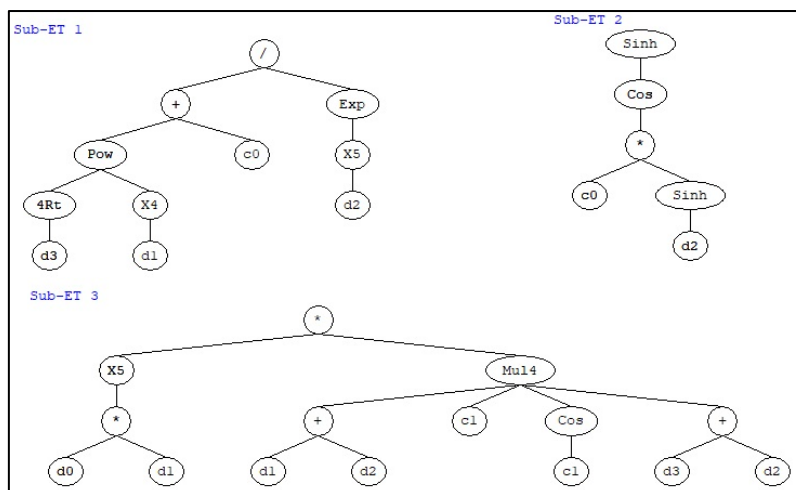 Sub-ET 1
/
+ Exp
Pow c0 X5
4Rt X4 d2
d3 d1
Sub-ET 2
Sinh
Cos
*
c0 Sinh
d2
Sub-ET 3
*
X5 Mul4
* + c1 Cos +
d0 d1 d1 d2 c1 d3 d2